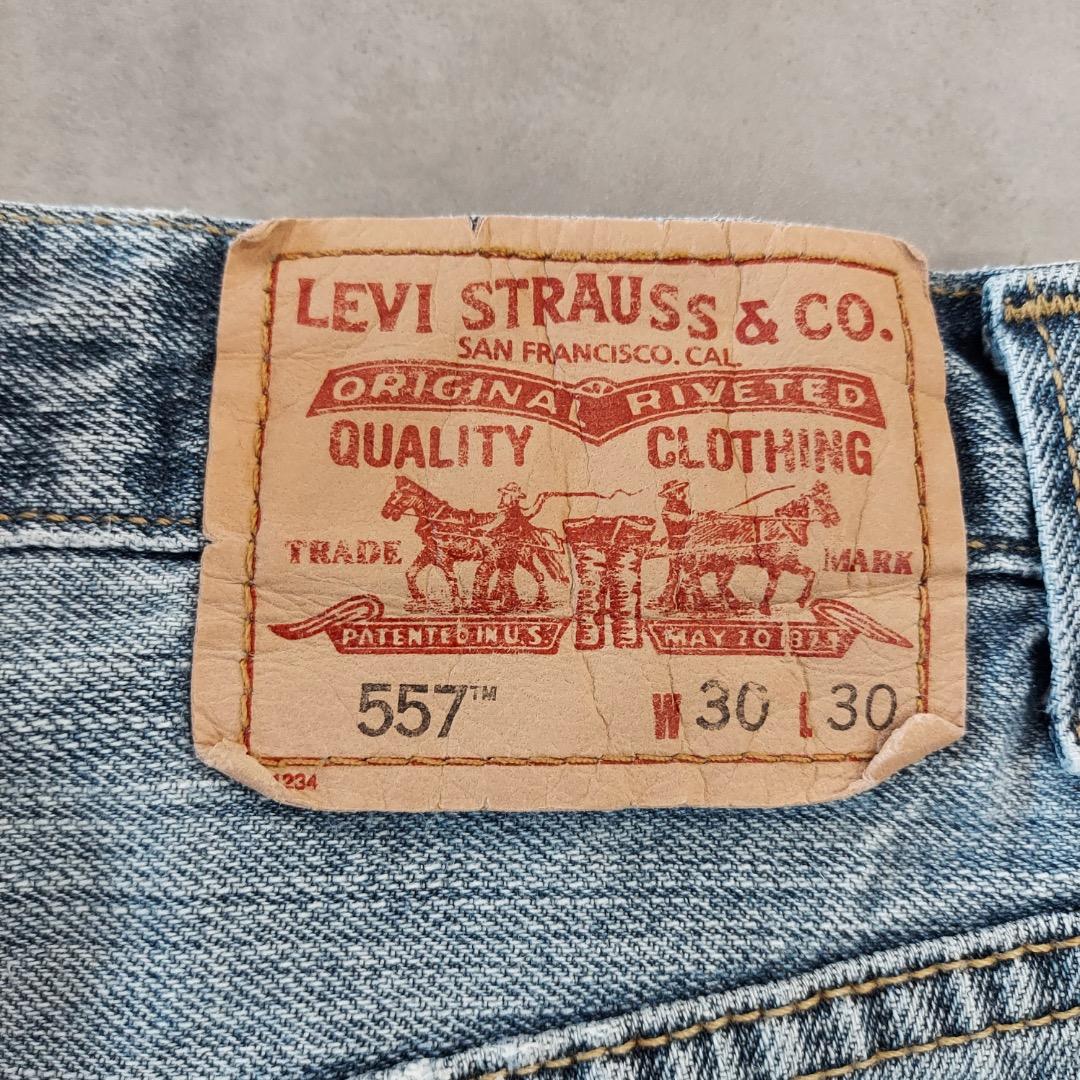 LEVI STRAUSS & CO.
SAN FRANCISCO. CAL.
ORIGINAL RIVETED
QUALITY CLOTHING
TRADE MARK
PATENTED IN U.S. MAY 20 1873
557™ W 30 L 30
1234